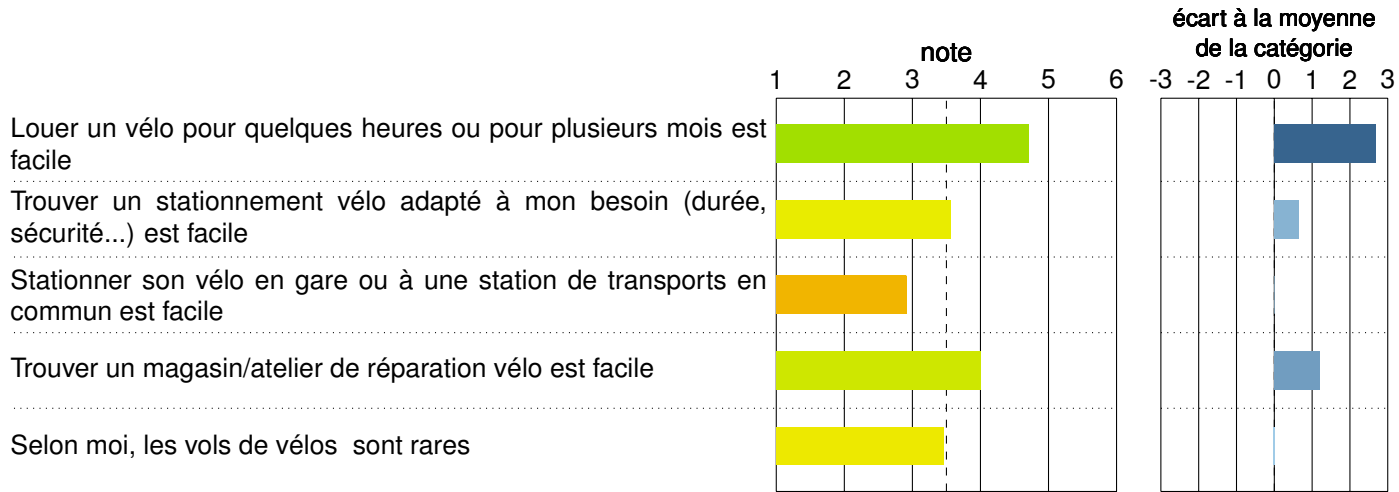 écart à la moyenne
de la catégorie
note
1 2 3 4 5 6
-3 -2 -1 0 1 2 3
Louer un vélo pour quelques heures ou pour plusieurs mois est
facile
Trouver un stationnement vélo adapté à mon besoin (durée,
sécurité...) est facile
Stationner son vélo en gare ou à une station de transports en
commun est facile
Trouver un magasin/atelier de réparation vélo est facile
Selon moi, les vols de vélos sont rares